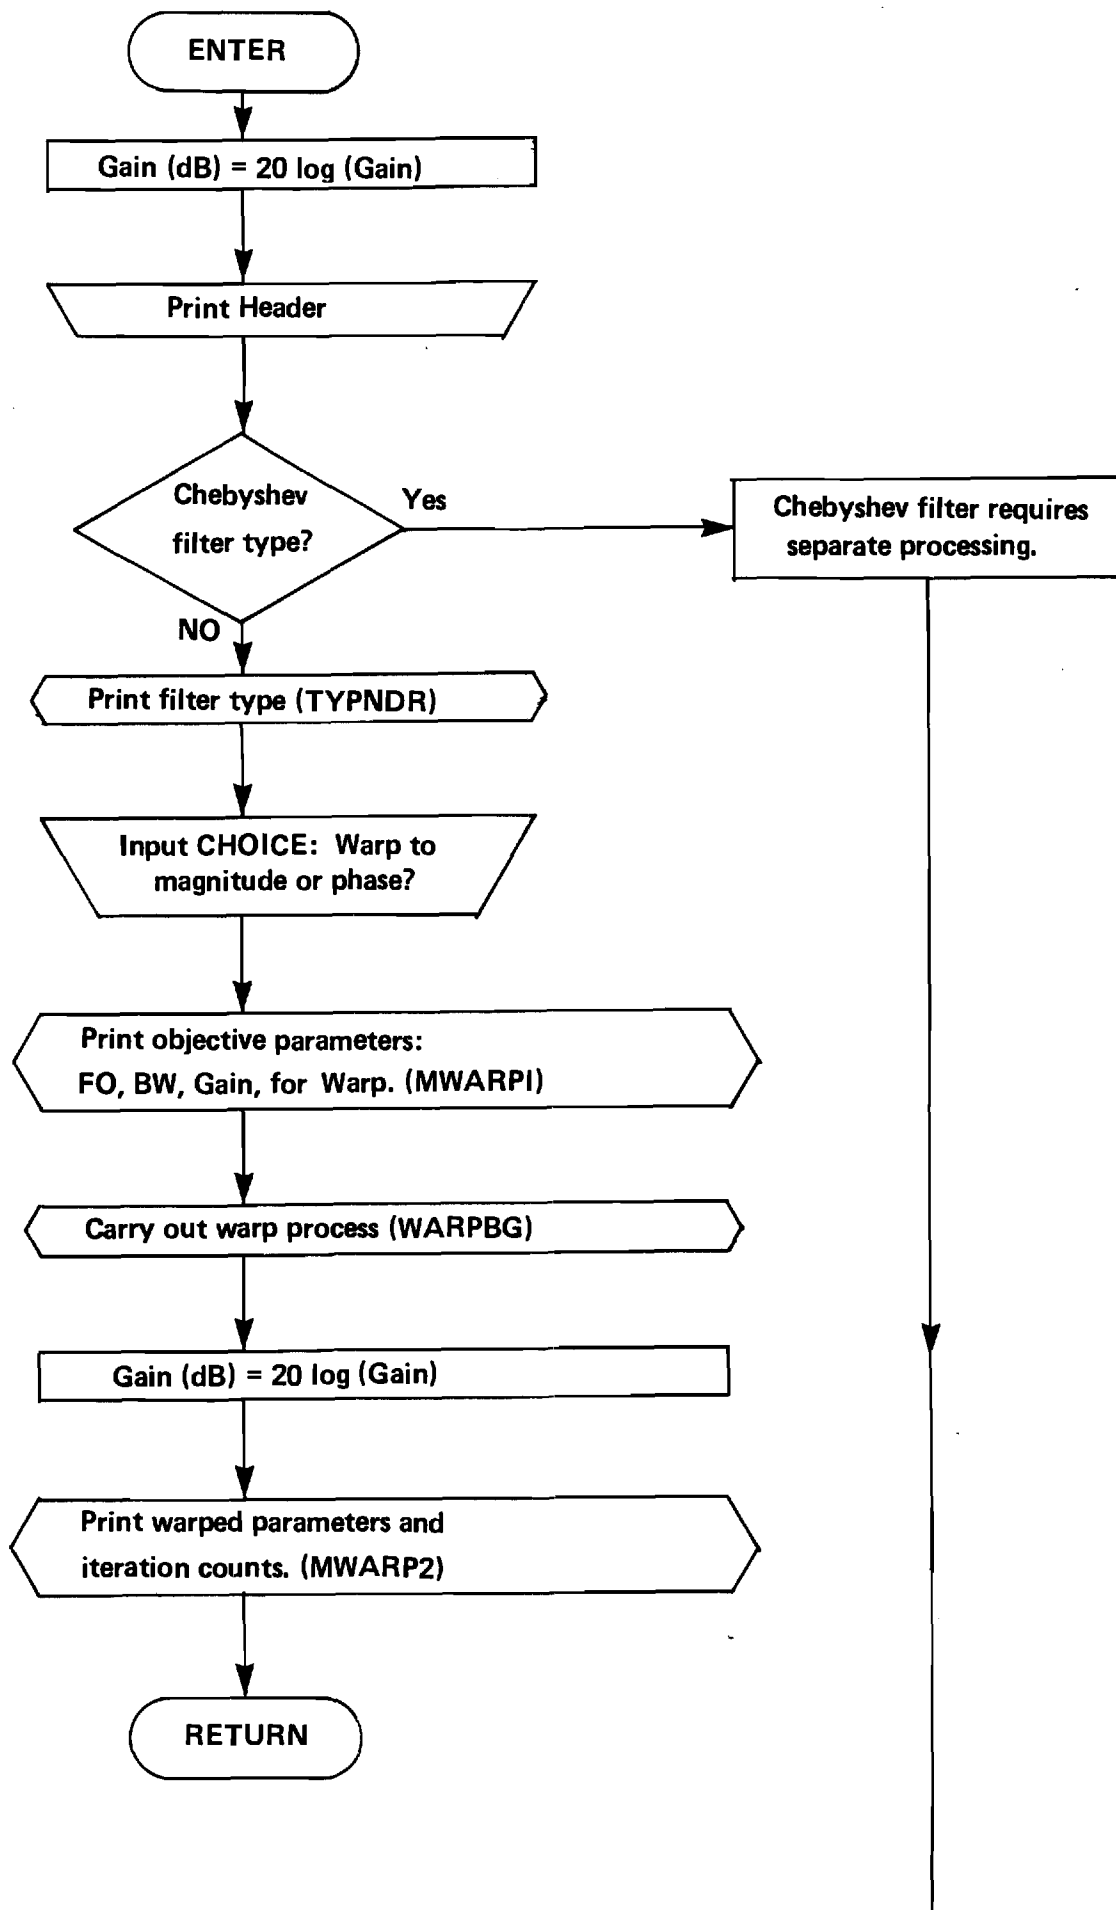 ENTER
Gain (dB) = 20 log (Gain)
Print Header
Chebyshev
filter type?
Yes
Chebyshev filter requires
separate processing.
NO
Print filter type (TYPNDR)
Input CHOICE: Warp to
magnitude or phase?
Print objective parameters:
FO, BW, Gain, for Warp. (MWARPI)
Carry out warp process (WARPBG)
Gain (dB) = 20 log (Gain)
Print warped parameters and
iteration counts. (MWARP2)
RETURN